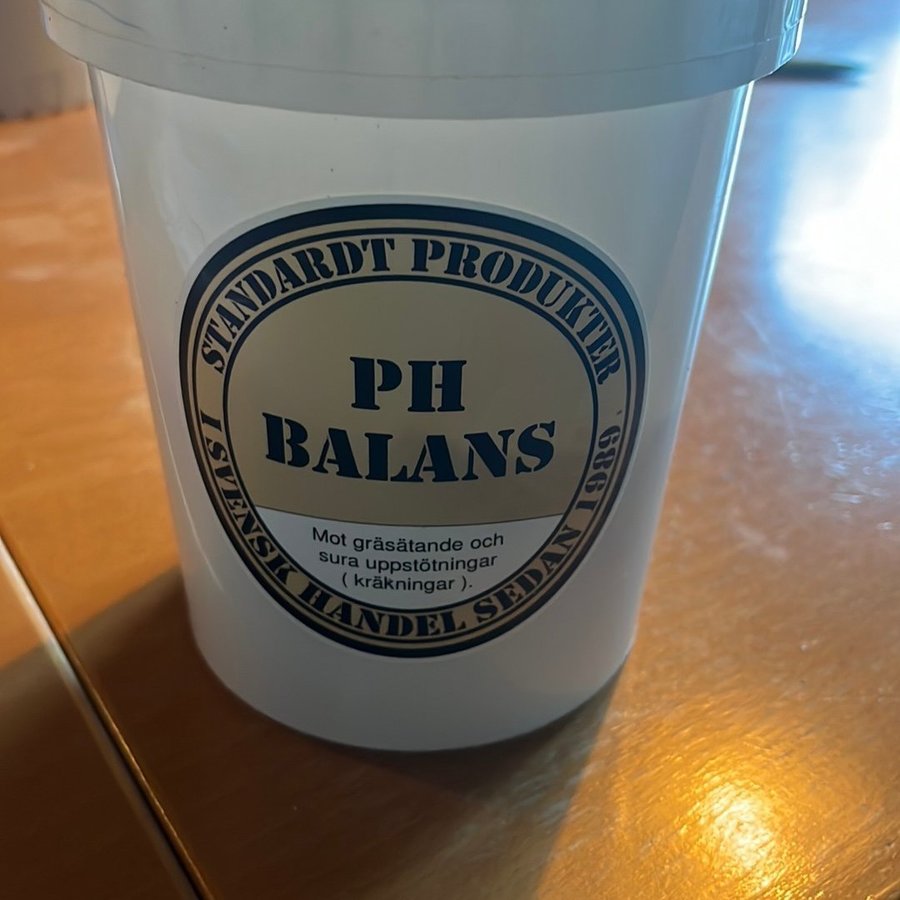 STANDARDT PRODUKTER
PH
BALANS
Mot gräsätande och
sura uppstötningar
( kräkningar ).
I SVENSK HANDEL SEDAN 1989.